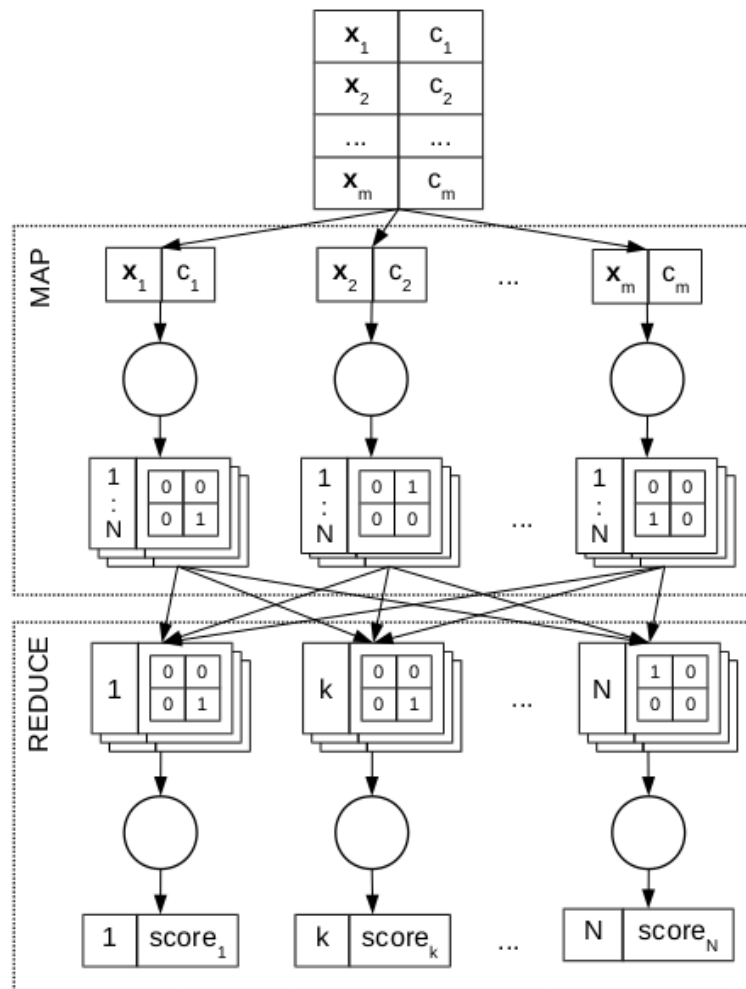 x1 c1
x2 c2
... ...
xm cm
MAP
x1 c1 x2 c2 ... xm cm
1 : N 0 0 0 1
1 : N 0 1 0 0
...
1 : N 0 0 1 0
REDUCE
1 0 0 0 1
k 0 0 0 1
...
N 1 0 0 0
1 score1 k scorek ... N scoreN